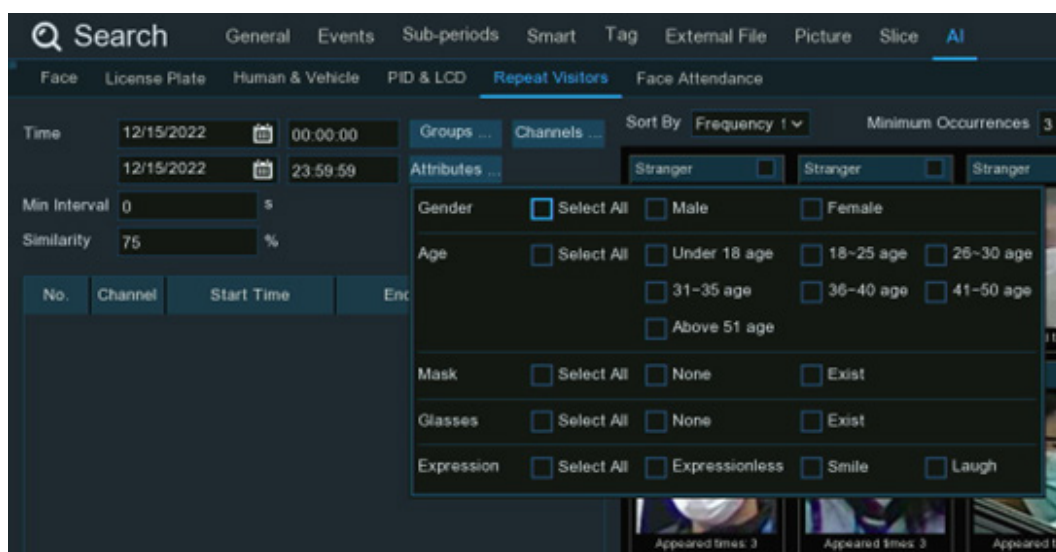 Search General Events Sub-periods Smart Tag External File Picture Slice AI
Face License Plate Human & Vehicle PID & LCD Repeat Visitors Face Attendance
Time 12/15/2022 00:00:00 Groups ... Channels ... Sort By Frequency Minimum Occurrences 3
12/15/2022 23:59:59 Attributes ... Stranger Stranger Stranger
Min Interval 0 s
Similarity 75 %
No. Channel Start Time
Gender Select All Male Female
Age Select All Under 18 age 18~25 age 26~30 age
31~35 age 36~40 age 41~50 age
Above 51 age
Mask Select All None Exist
Glasses Select All None Exist
Expression Select All Expressionless Smile Laugh
Appeared times: 3 Appeared times: 3 Appeared